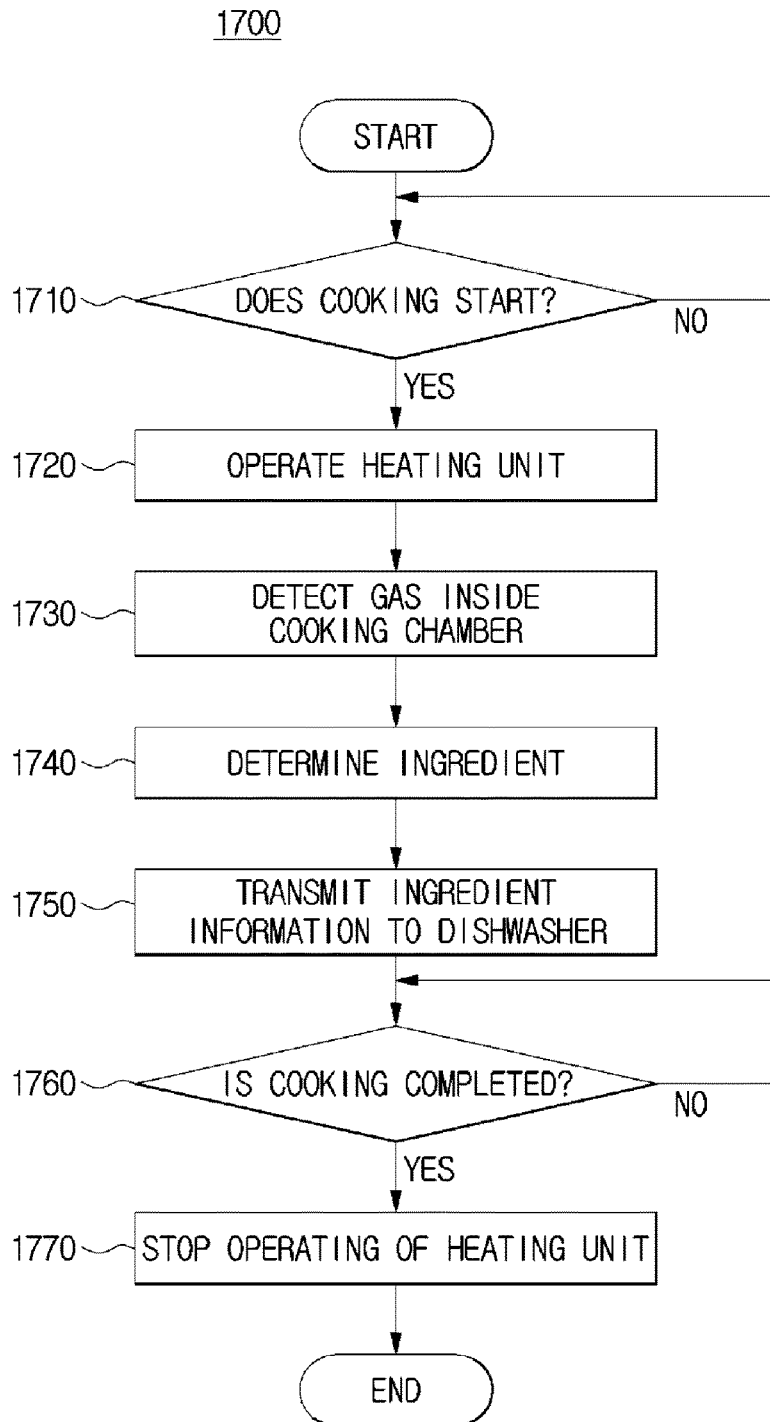 1700
START
1710
DOES COOKING START?
NO
YES
1720
OPERATE HEATING UNIT
1730
DETECT GAS INSIDE
COOKING CHAMBER
1740
DETERMINE INGREDIENT
1750
TRANSMIT INGREDIENT
INFORMATION TO DISHWASHER
1760
IS COOKING COMPLETED?
NO
YES
1770
STOP OPERATING OF HEATING UNIT
END